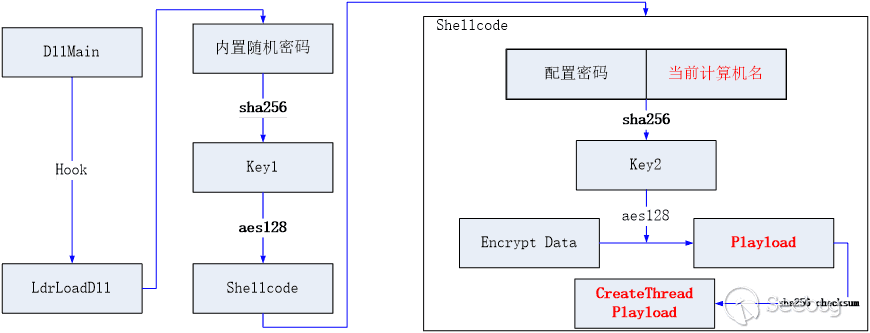 DllMain
Hook
LdrLoadDll
内置随机密码
sha256
Key1
aes128
Shellcode
Shellcode
配置密码
当前计算机名
sha256
Key2
aes128
Encrypt Data
Playload
sha256 checksum
CreateThread
Playload
Seebug